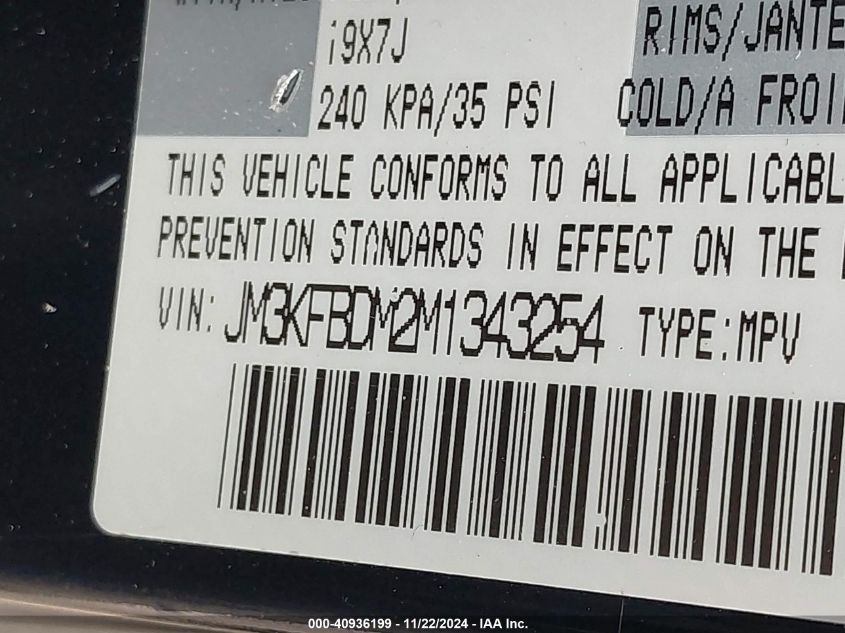 19X7J
RIMS/JANTE
240 KPA/35 PSI
COLD/A FROI
THIS VEHICLE CONFORMS TO ALL APPLICABL
PREVENTION STANDARDS IN EFFECT ON THE
VIN: JM3KFBDM2M1343254 TYPE:MPV
000-40936199 - 11/22/2024 - IAA Inc.